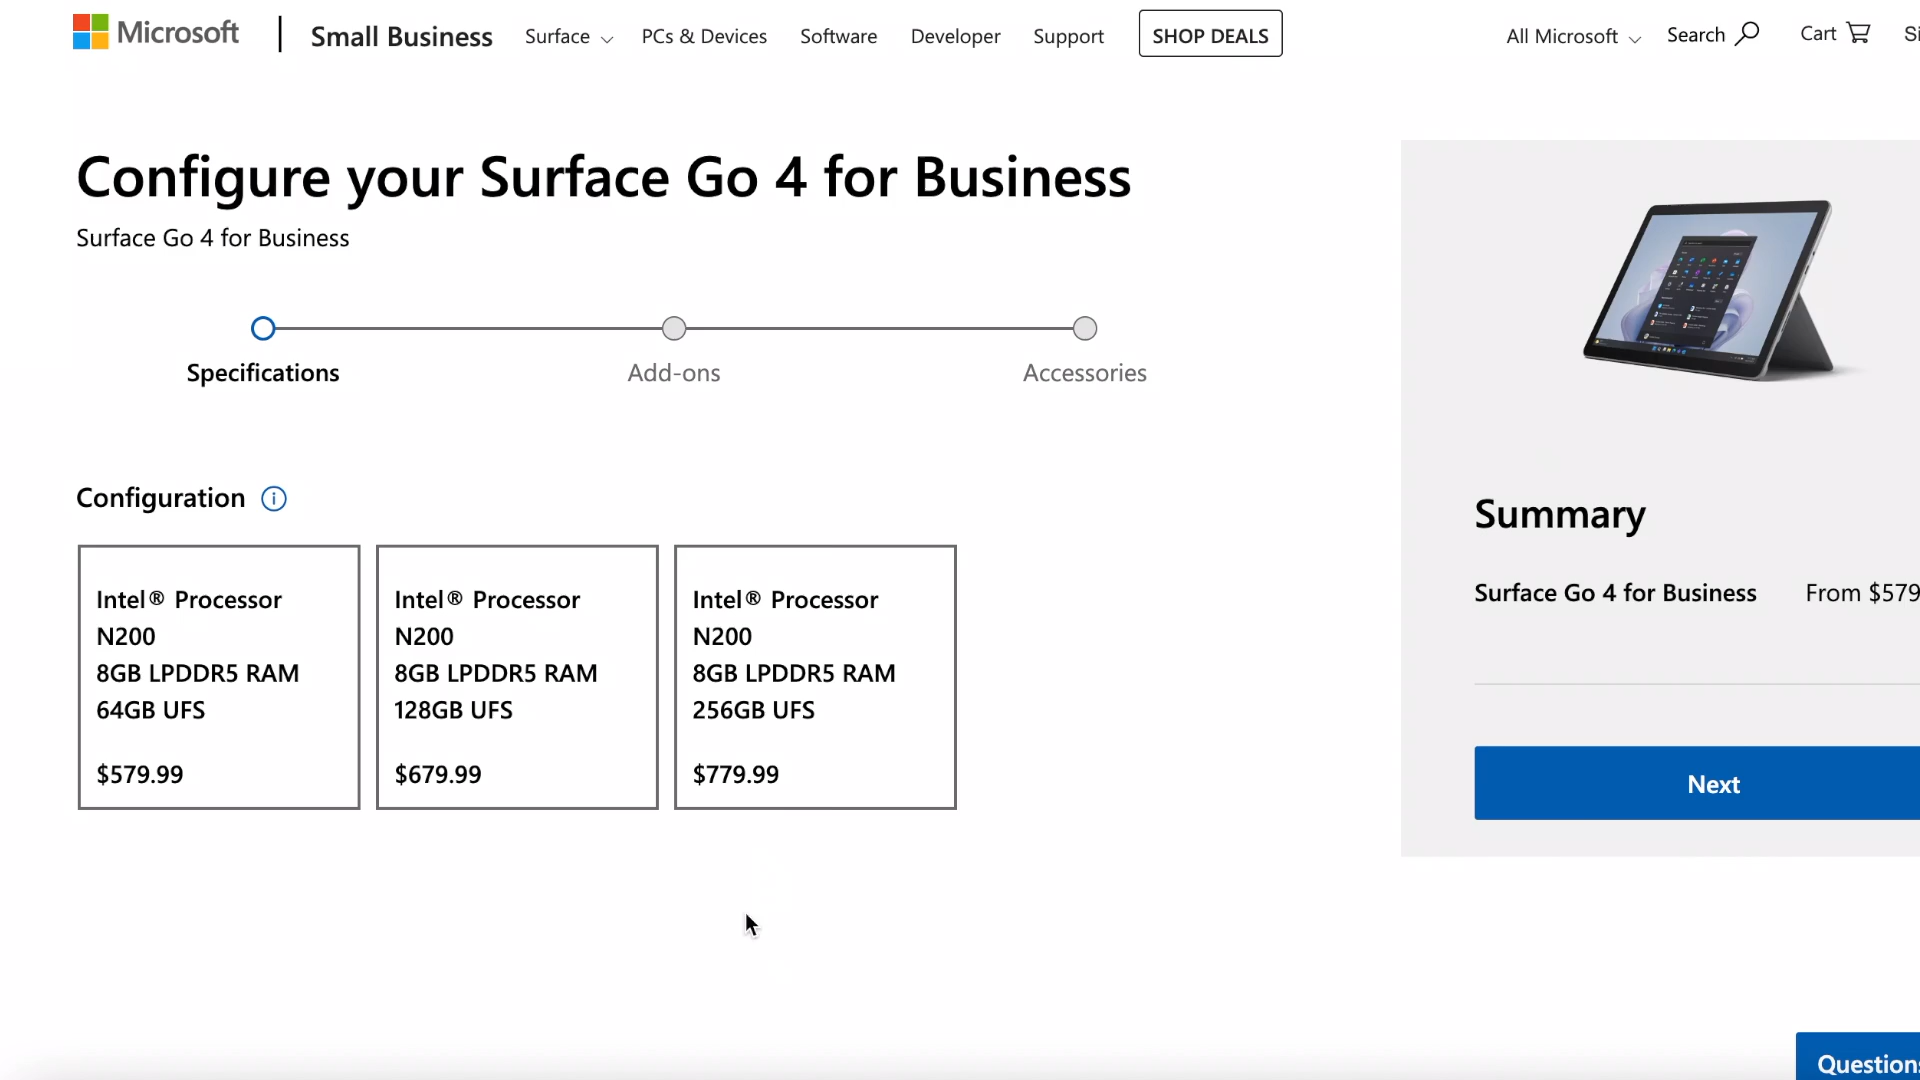 Microsoft Small Business Surface PCs & Devices Software Developer Support SHOP DEALS All Microsoft Search Cart
Configure your Surface Go 4 for Business
Surface Go 4 for Business
Specifications Add-ons Accessories
Configuration
Intel® Processor
N200
8GB LPDDR5 RAM
64GB UFS
$579.99
Intel® Processor
N200
8GB LPDDR5 RAM
128GB UFS
$679.99
Intel® Processor
N200
8GB LPDDR5 RAM
256GB UFS
$779.99
Summary
Surface Go 4 for Business From $579
Next
Questions